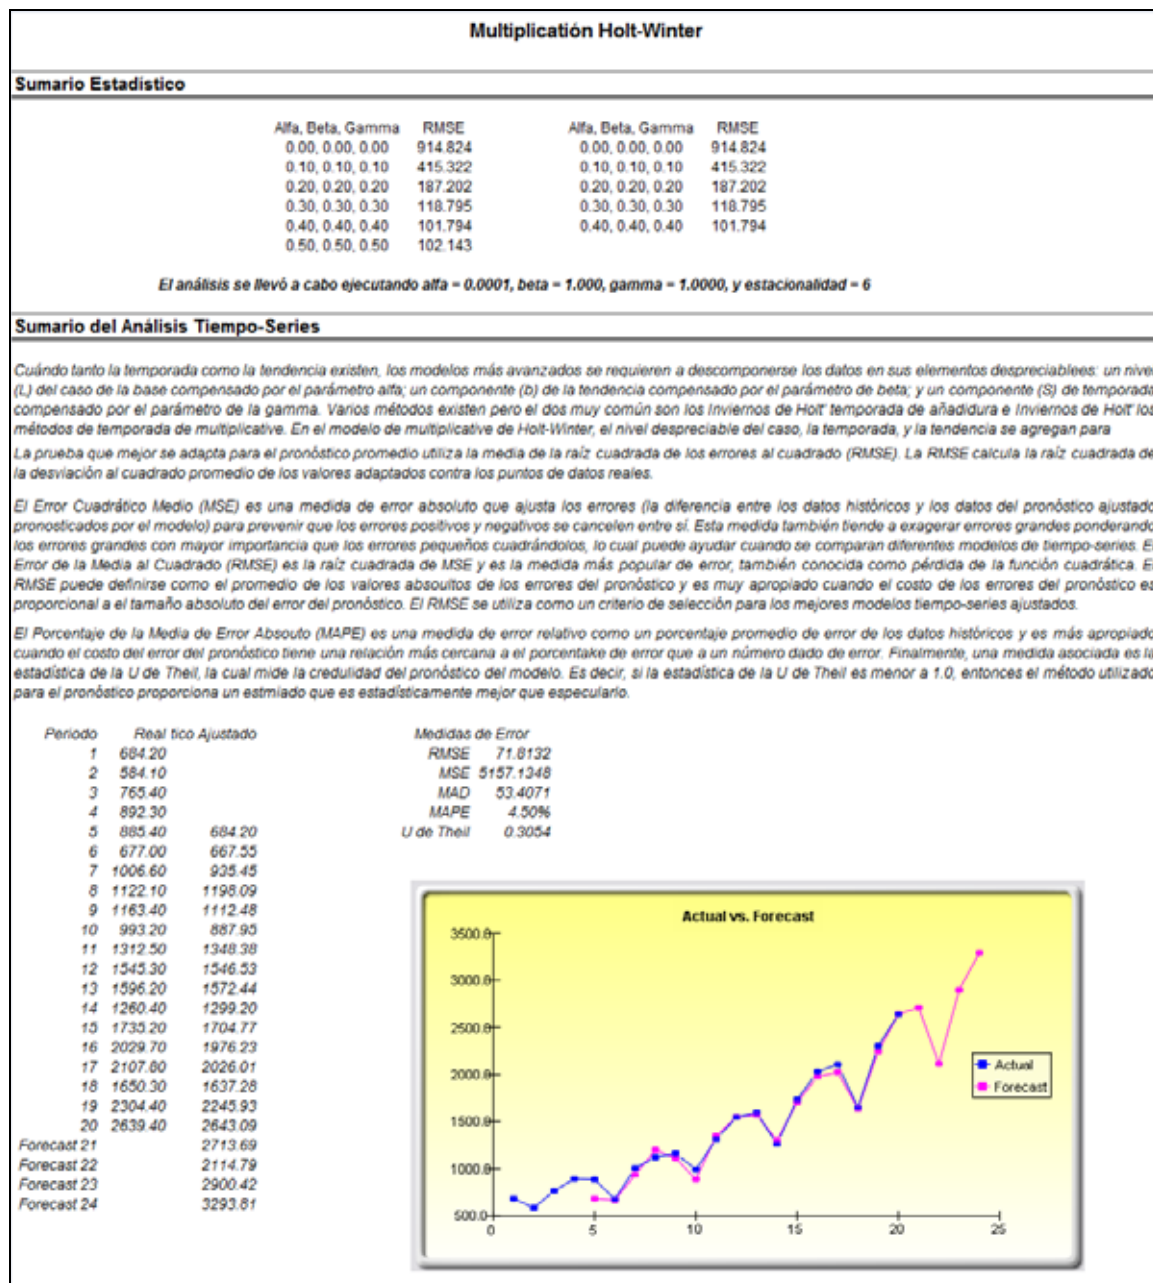 Multiplicatión Holt-Winter
Sumario Estadístico
Alfa, Beta, Gamma RMSE Alfa, Beta, Gamma RMSE
0.00, 0.00, 0.00 914.824 0.00, 0.00, 0.00 914.824
0.10, 0.10, 0.10 415.322 0.10, 0.10, 0.10 415.322
0.20, 0.20, 0.20 187.202 0.20, 0.20, 0.20 187.202
0.30, 0.30, 0.30 118.795 0.30, 0.30, 0.30 118.795
0.40, 0.40, 0.40 101.794 0.40, 0.40, 0.40 101.794
0.50, 0.50, 0.50 102.143
El análisis se llevó a cabo ejecutando alfa = 0.0001, beta = 1.000, gamma = 1.0000, y estacionalidad = 6
Sumario del Análisis Tiempo-Series
Cuándo tanto la temporada como la tendencia existen, los modelos más avanzados se requieren a descomponerse los datos en sus elementos despreciablees: un nivel
(L) del caso de la base compensado por el parámetro alfa; un componente (b) de la tendencia compensado por el parámetro de beta; y un componente (S) de temporada
compensado por el parámetro de la gamma. Varios métodos existen pero el dos muy común son los Inviernos de Holt' temporada de añadidura e Inviernos de Holt' los
métodos de temporada de multiplicative. En el modelo de multiplicative de Holt-Winter, el nivel despreciable del caso, la temporada, y la tendencia se agregan para
La prueba que mejor se adapta para el pronóstico promedio utiliza la media de la raíz cuadrada de los errores al cuadrado (RMSE). La RMSE calcula la raíz cuadrada de
la desviación al cuadrado promedio de los valores adaptados contra los puntos de datos reales.
El Error Cuadrático Medio (MSE) es una medida de error absoluto que ajusta los errores (la diferencia entre los datos históricos y los datos del pronóstico ajustado
pronosticados por el modelo) para prevenir que los errores positivos y negativos se cancelen entre sí. Esta medida también tiende a exagerar errores grandes ponderando
los errores grandes con mayor importancia que los errores pequeños cuadrándolos, lo cual puede ayudar cuando se comparan diferentes modelos de tiempo-series. El
Error de la Media al Cuadrado (RMSE) es la raíz cuadrada de MSE y es la medida más popular de error, también conocida como pérdida de la función cuadrática. El
RMSE puede definirse como el promedio de los valores absoultos de los errores del pronóstico y es muy apropiado cuando el costo de los errores del pronóstico es
proporcional a el tamaño absoluto del error del pronóstico. El RMSE se utiliza como un criterio de selección para los mejores modelos tiempo-series ajustados.
El Porcentaje de la Media de Error Absouto (MAPE) es una medida de error relativo como un porcentaje promedio de error de los datos históricos y es más apropiado
cuando el costo del error del pronóstico tiene una relación más cercana a el porcentake de error que a un número dado de error. Finalmente, una medida asociada es la
estadística de la U de Theil, la cual mide la credulidad del pronóstico del modelo. Es decir, si la estadística de la U de Theil es menor a 1.0, entonces el método utilizado
para el pronóstico proporciona un estmiado que es estadísticamente mejor que especularlo.
Periodo Real tico Ajustado Medidas de Error
1 684.20 RMSE 71.8132
2 584.10 MSE 5157.1348
3 765.40 MAD 53.4071
4 892.30 MAPE 4.50%
5 885.40 684.20 U de Theil 0.3054
6 677.00 667.55
7 1006.60 935.45
8 1122.10 1198.09
9 1163.40 1112.48
10 993.20 887.95
11 1312.50 1348.38
12 1545.30 1546.53
13 1596.20 1572.44
14 1260.40 1299.20
15 1735.20 1704.77
16 2029.70 1976.23
17 2107.80 2026.01
18 1650.30 1637.28
19 2304.40 2245.93
20 2639.40 2643.09
Forecast 21 2713.69
Forecast 22 2114.79
Forecast 23 2900.42
Forecast 24 3293.81
Actual vs. Forecast
3500.0
3000.0
2500.0
2000.0
1500.0
1000.0
500.0
0 5 10 15 20 25
Actual
Forecast